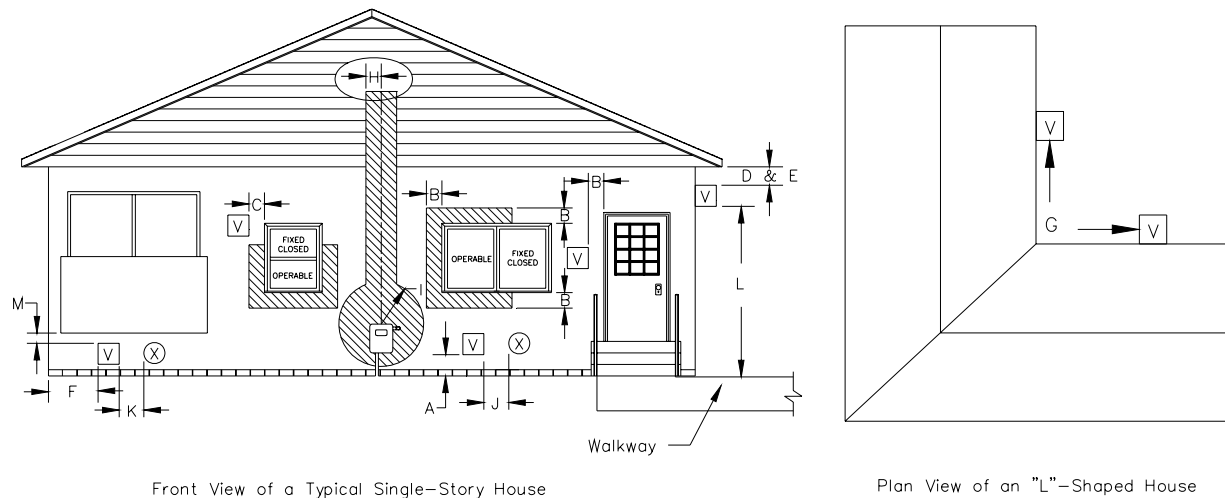 H
D & E
B
B
C
B
V
V
V
V
G
V
FIXED
CLOSED
OPERABLE
OPERABLE
FIXED
CLOSED
V
I
L
M
B
V
X
V
X
F
K
A
J
Walkway
Front View of a Typical Single-Story House
Plan View of an "L"-Shaped House